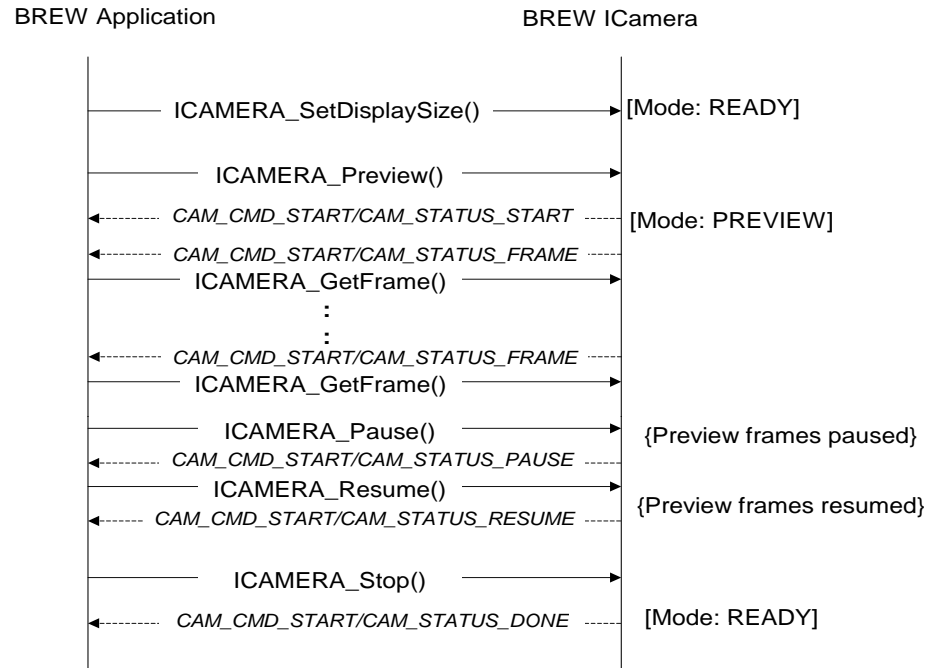 BREW Application
BREW ICamera
ICAMERA_SetDisplaySize()
[Mode: READY]
ICAMERA_Preview()
CAM_CMD_START/CAM_STATUS_START
[Mode: PREVIEW]
CAM_CMD_START/CAM_STATUS_FRAME
ICAMERA_GetFrame()
:
:
CAM_CMD_START/CAM_STATUS_FRAME
ICAMERA_GetFrame()
ICAMERA_Pause()
{Preview frames paused}
CAM_CMD_START/CAM_STATUS_PAUSE
ICAMERA_Resume()
{Preview frames resumed}
CAM_CMD_START/CAM_STATUS_RESUME
ICAMERA_Stop()
CAM_CMD_START/CAM_STATUS_DONE
[Mode: READY]